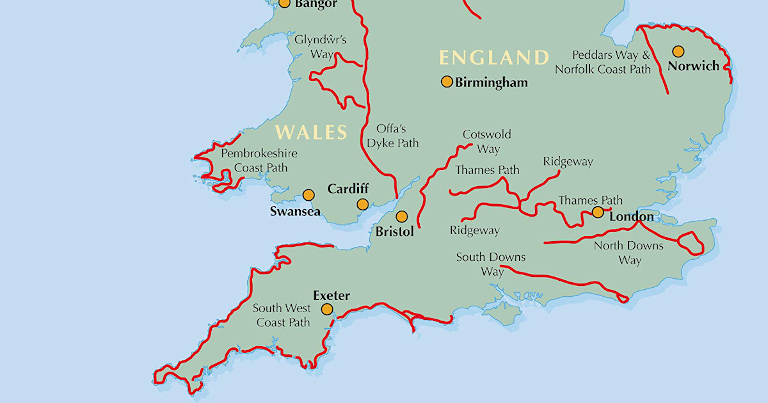 Bangor
Glyndŵr's
Way
ENGLAND
Peddars Way &
Norfolk Coast Path
Norwich
Birmingham
WALES
Offa's
Dyke Path
Cotswold
Way
Pembrokeshire
Coast Path
Thames Path
Ridgeway
Cardiff
Swansea
Thames Path
London
Bristol
Ridgeway
North Downs
Way
South Downs
Way
Exeter
South West
Coast Path